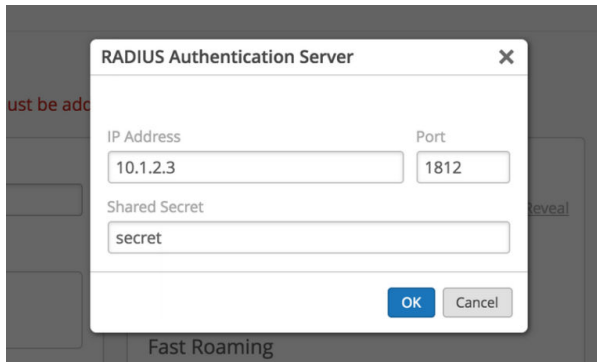 RADIUS Authentication Server
ust be add
IP Address Port
10.1.2.3 1812
Shared Secret
Reveal
secret
OK Cancel
Fast Roaming